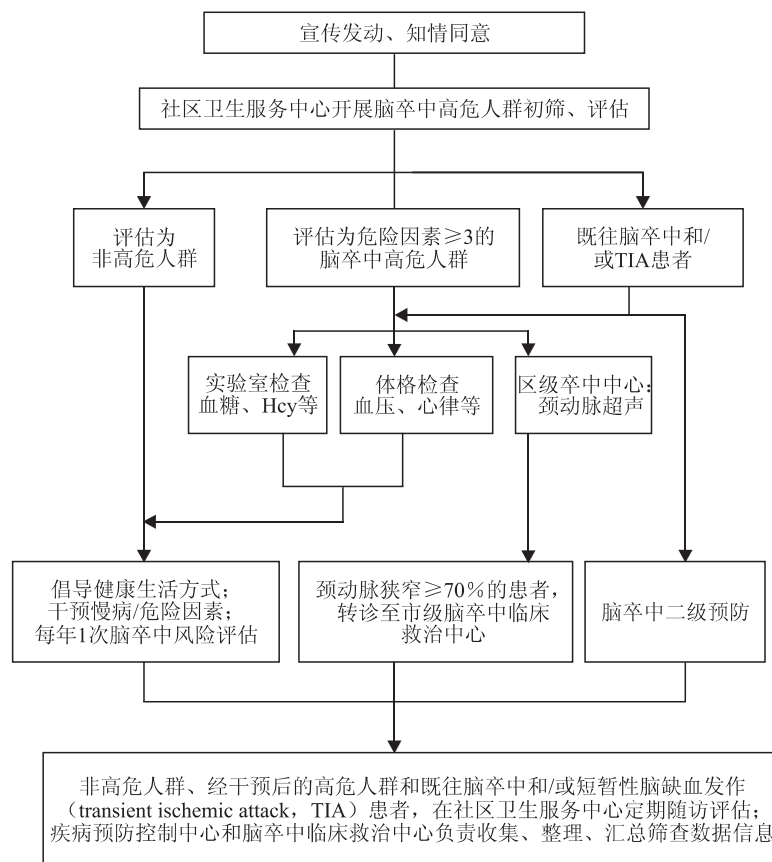 宣传发动、知情同意
社区卫生服务中心开展脑卒中高危人群初筛、评估
评估为
非高危人群
评估为危险因素≥3的
脑卒中高危人群
既往脑卒中和/
或TIA患者
实验室检查
血糖、Hcy等
体格检查
血压、心律等
区级卒中中心：
颈动脉超声
倡导健康生活方式；
干预慢病/危险因素；
每年1次脑卒中风险评估
颈动脉狭窄≥70%的患者，
转诊至市级脑卒中临床
救治中心
脑卒中二级预防
非高危人群、经干预后的高危人群和既往脑卒中和/或短暂性脑缺血发作
（transient ischemic attack，TIA）患者，在社区卫生服务中心定期随访评估；
疾病预防控制中心和脑卒中临床救治中心负责收集、整理、汇总筛查数据信息